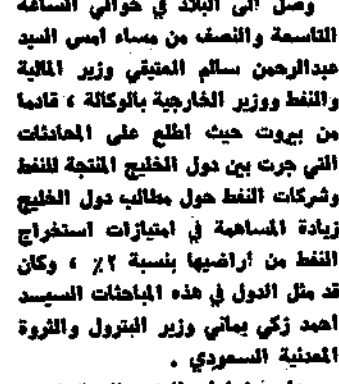 وصل الى البلاد في حوالي الساعة
التاسعة والنصف من مساء امس السيد
عبدالرحمن سالم العتيقي وزير المالية
والنفط ووزير الخارجية بالوكالة ، قادما
من بيروت حيث اطلع على المحادثات
التي جرت بين دول الخليج المنتجة للنفط
وشركات النفط حول مطالب دول الخليج
زيادة المساهمة في امتيازات استخراج
النفط من أراضيها بنسبة ٢٪ ، وكان
قد مثل الدول في هذه المباحثات السيسد
احمد زكي يماني وزير البترول والثروة
المعدنية السعودي .